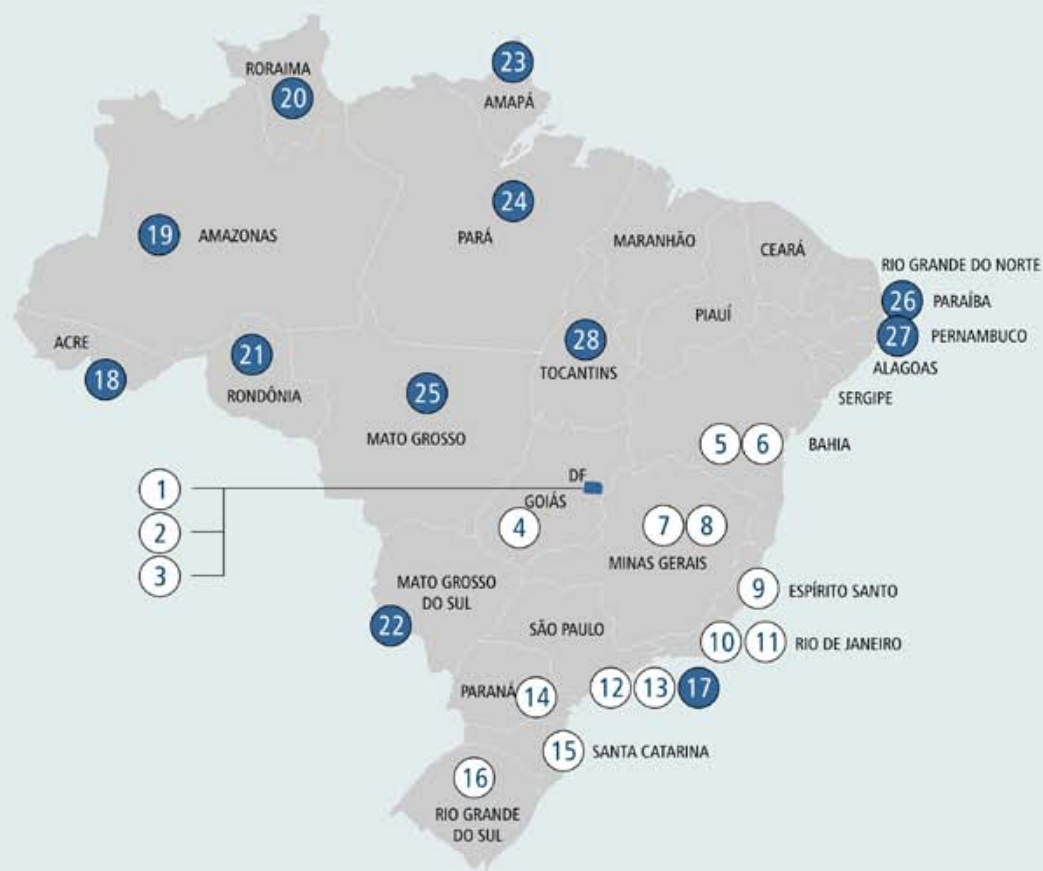 RORAIMA
20
23
AMAPÁ
24
19
AMAZONAS
PARÁ
MARANHÃO
CEARÁ
RIO GRANDE DO NORTE
26
PARAÍBA
PIAUÍ
27
PERNAMBUCO
ACRE
18
21
RONDÔNIA
28
TOCANTINS
ALAGOAS
25
MATO GROSSO
SERGIPE
5
6
BAHIA
DF
GOIÁS
1
2
3
4
7
8
MINAS GERAIS
MATO GROSSO
DO SUL
22
9
ESPÍRITO SANTO
SÃO PAULO
10
11
RIO DE JANEIRO
PARANÁ
14
12
13
17
15
SANTA CATARINA
16
RIO GRANDE
DO SUL